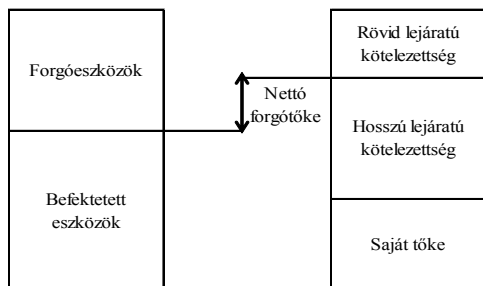 Forgóeszközök
Befektetett
eszközök
Nettó
forgótőke
Rövid lejáratú
kötelezettség
Hosszú lejáratú
kötelezettség
Saját tőke